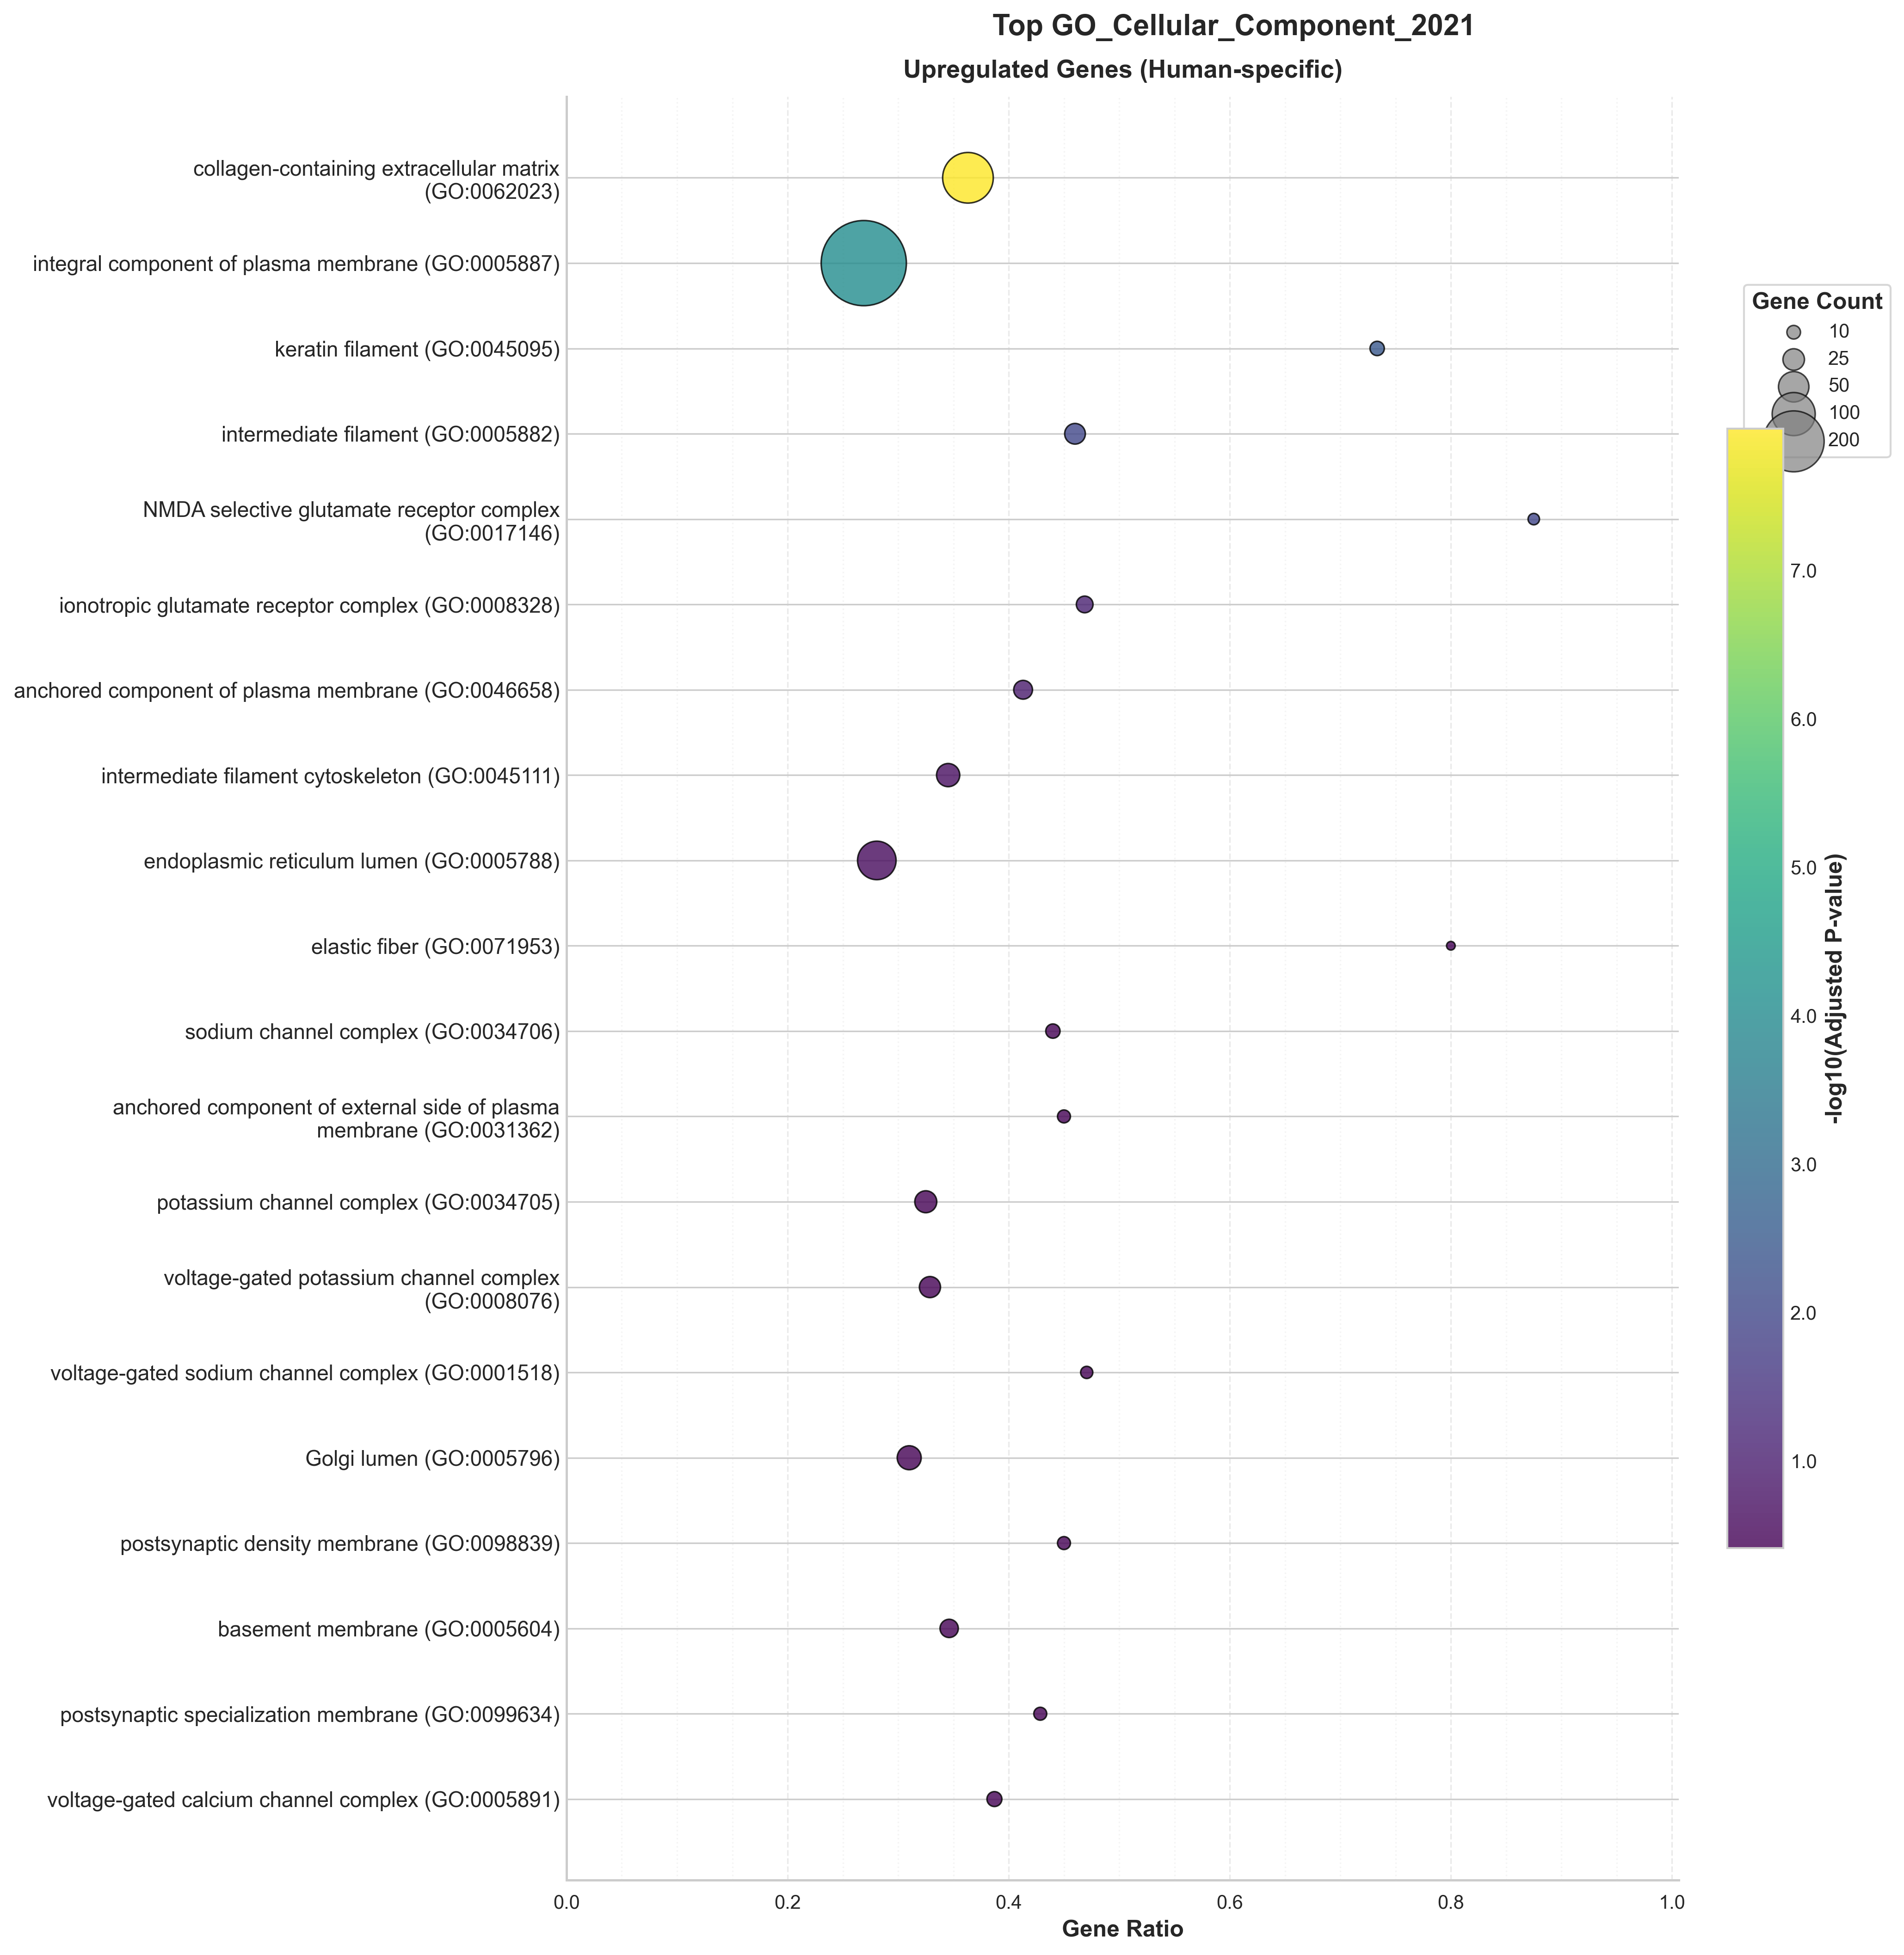 Top GO_Cellular_Component_2021
Upregulated Genes (Human-specific)
collagen-containing extracellular matrix
(GO:0062023)
integral component of plasma membrane (GO:0005887)
keratin filament (GO:0045095)
intermediate filament (GO:0005882)
NMDA selective glutamate receptor complex
(GO:0017146)
ionotropic glutamate receptor complex (GO:0008328)
anchored component of plasma membrane (GO:0046658)
intermediate filament cytoskeleton (GO:0045111)
endoplasmic reticulum lumen (GO:0005788)
elastic fiber (GO:0071953)
sodium channel complex (GO:0034706)
anchored component of external side of plasma
membrane (GO:0031362)
potassium channel complex (GO:0034705)
voltage-gated potassium channel complex
(GO:0008076)
voltage-gated sodium channel complex (GO:0001518)
Golgi lumen (GO:0005796)
postsynaptic density membrane (GO:0098839)
basement membrane (GO:0005604)
postsynaptic specialization membrane (GO:0099634)
voltage-gated calcium channel complex (GO:0005891)
0.0 0.2 0.4 0.6 0.8 1.0
Gene Ratio
Gene Count
10
25
50
100
200
7.0
6.0
5.0
4.0
3.0
2.0
1.0
-log10(Adjusted P-value)